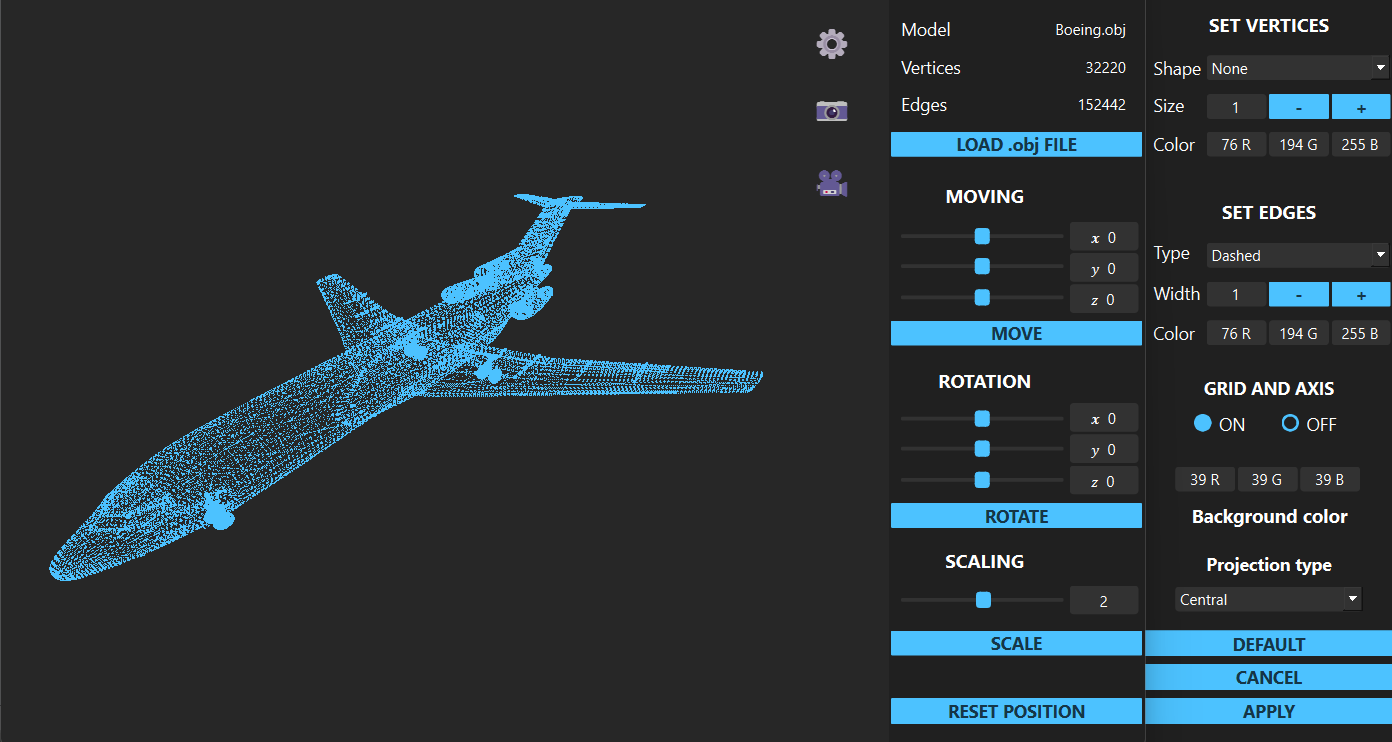 Model Boeing.obj
Vertices 32220
Edges 152442
LOAD .obj FILE
MOVING
x 0
y 0
z 0
MOVE
ROTATION
x 0
y 0
z 0
ROTATE
SCALING
2
SCALE
RESET POSITION
SET VERTICES
Shape None
Size 1 - +
Color 76 R 194 G 255 B
SET EDGES
Type Dashed
Width 1 - +
Color 76 R 194 G 255 B
GRID AND AXIS
ON OFF
39 R 39 G 39 B
Background color
Projection type
Central
DEFAULT
CANCEL
APPLY